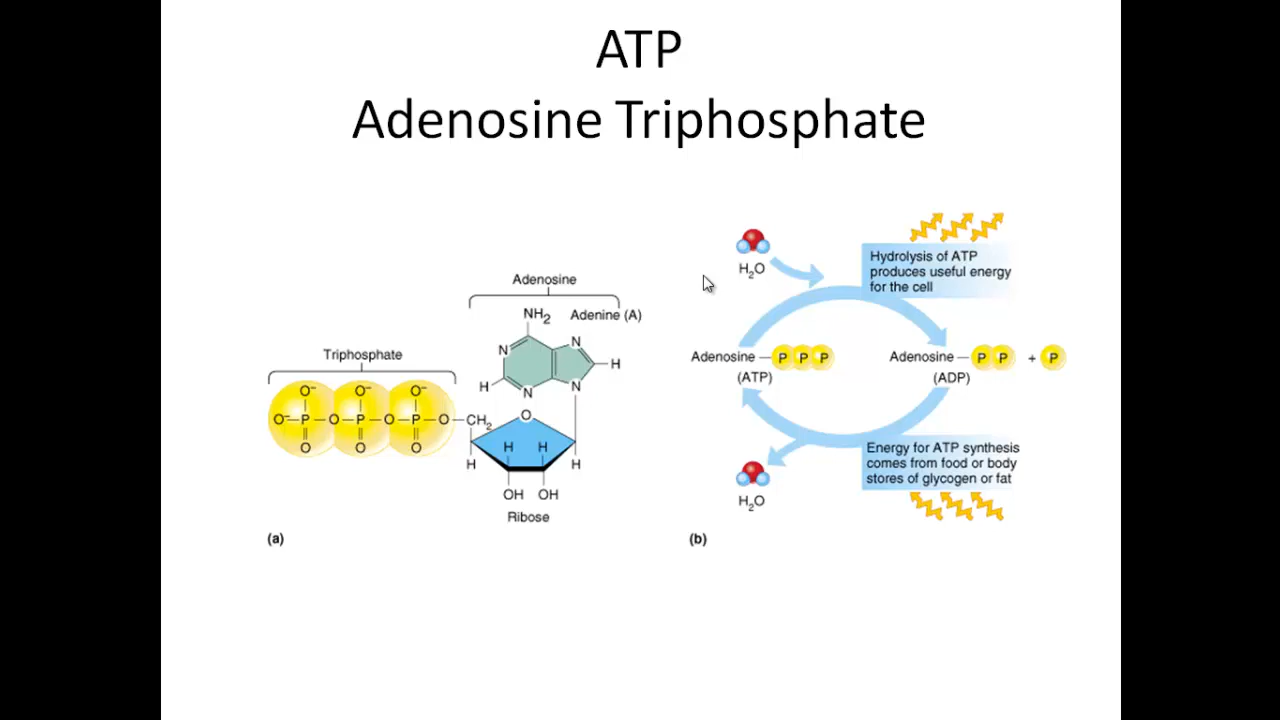 ATP
Adenosine Triphosphate
Adenosine
NH2 Adenine (A)
N
N
H
H
N
N
Triphosphate
O– O– O–
O– P O P O P O CH2
O O O
O
H H
H H
OH OH
Ribose
(a)
H2O
Hydrolysis of ATP
produces useful energy
for the cell
Adenosine — P P P
(ATP)
Adenosine — P P + P
(ADP)
Energy for ATP synthesis
comes from food or body
stores of glycogen or fat
H2O
(b)